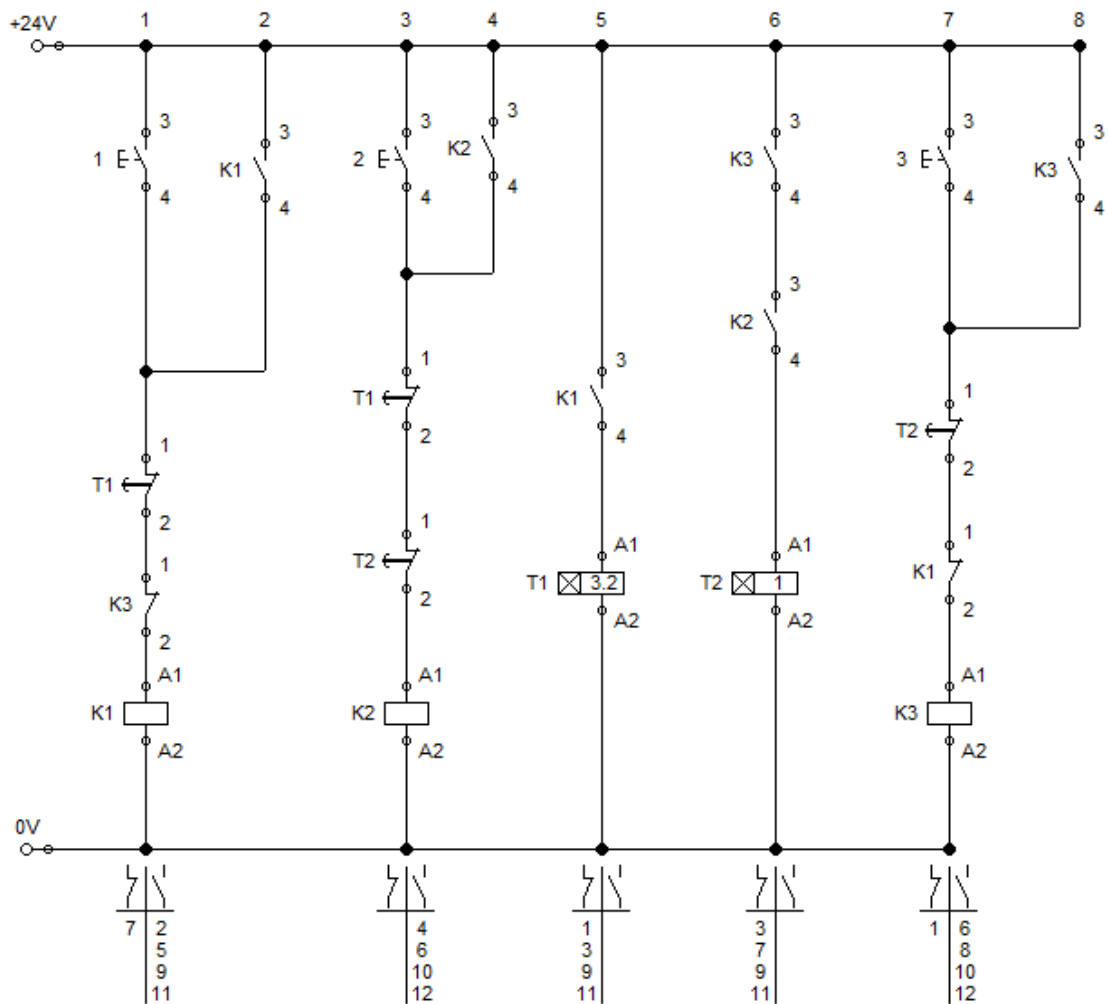 +24V 1 2 3 4 5 6 7 8
3 3 3 3 3 3 3
1 K1 2 K2 K3 3 K3
4 4 4 4 4 4 4
3
K2
4
1 3
T1 K1
2 4
1
T2
2
1
T1
2
1 1 A1 A1 1
K3 T2 T1 3.2 T2 1 K1
2 2 A2 A2 2
A1 A1 A1
K1 K2 K3
A2 A2 A2
0V
7 2 4 1 3 1 6
5 6 3 7 8
9 10 9 9 10
11 12 11 11 12